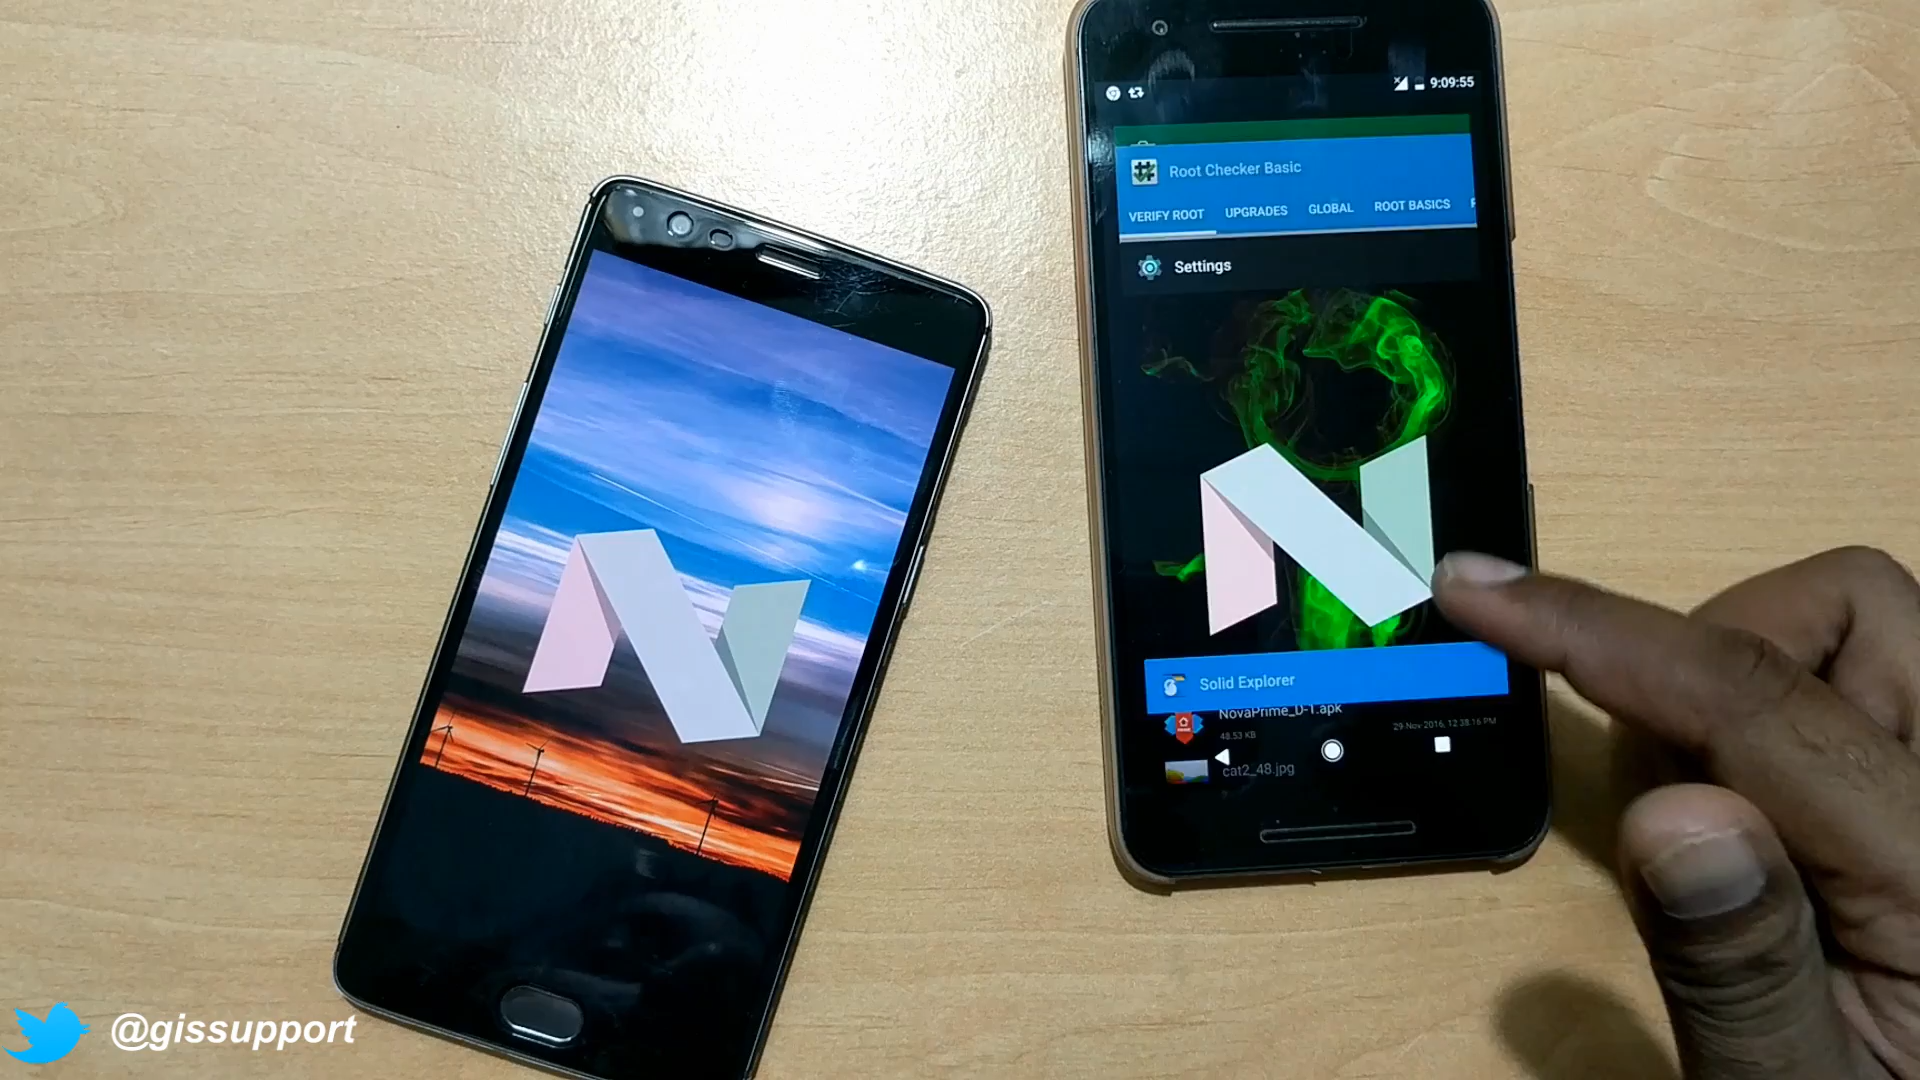 9:09:55
Root Checker Basic
VERIFY ROOT UPGRADES GLOBAL ROOT BASICS
Settings
Solid Explorer
NovaPrime_D-1.apk
48.53 KB
29-Nov 2016, 12:38:16 PM
cat2_48.jpg
@gissupport